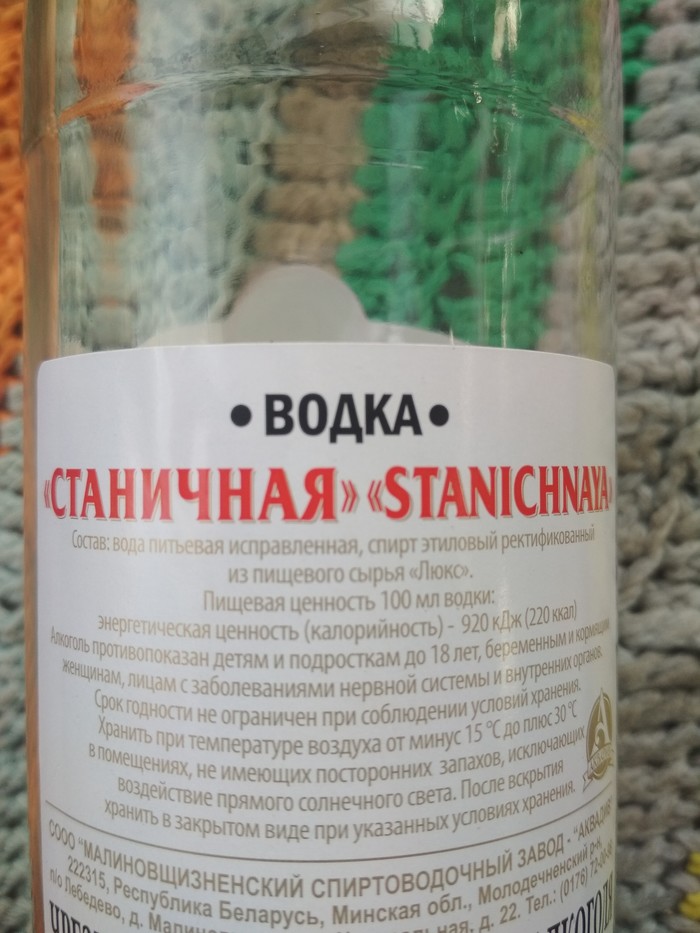 • ВОДКА •
«СТАНИЧНАЯ» «STANICHNAYA»
Состав: вода питьевая исправленная, спирт этиловый ректификованный
из пищевого сырья «Люкс».
Пищевая ценность 100 мл водки:
энергетическая ценность (калорийность) - 920 кДж (220 ккал)
Алкоголь противопоказан детям и подросткам до 18 лет, беременным и кормящим
женщинам, лицам с заболеваниями нервной системы и внутренних органов.
Срок годности не ограничен при соблюдении условий хранения.
Хранить при температуре воздуха от минус 15 °С до плюс 30 °С
в помещениях, не имеющих посторонних запахов, исключающих
воздействие прямого солнечного света. После вскрытия
хранить в закрытом виде при указанных условиях хранения.
СООО "МАЛИНОВЩИЗНЕНСКИЙ СПИРТОВОДОЧНЫЙ ЗАВОД - "АКВАДИВ"
222315, Республика Беларусь, Минская обл., Молодечненский р-н,
п/о Лебедево, д. 22. Тел.: (0176)